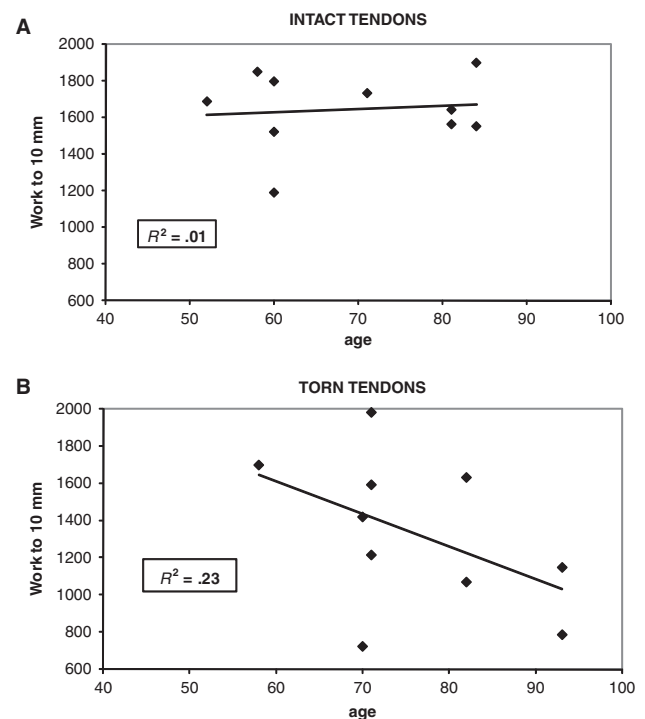 A
INTACT TENDONS
Work to 10 mm
2000
1800
1600
1400
1200
1000
800
600
R² = .01
40 50 60 70 80 90 100
age
B
TORN TENDONS
Work to 10 mm
2000
1800
1600
1400
1200
1000
800
600
R² = .23
40 50 60 70 80 90 100
age